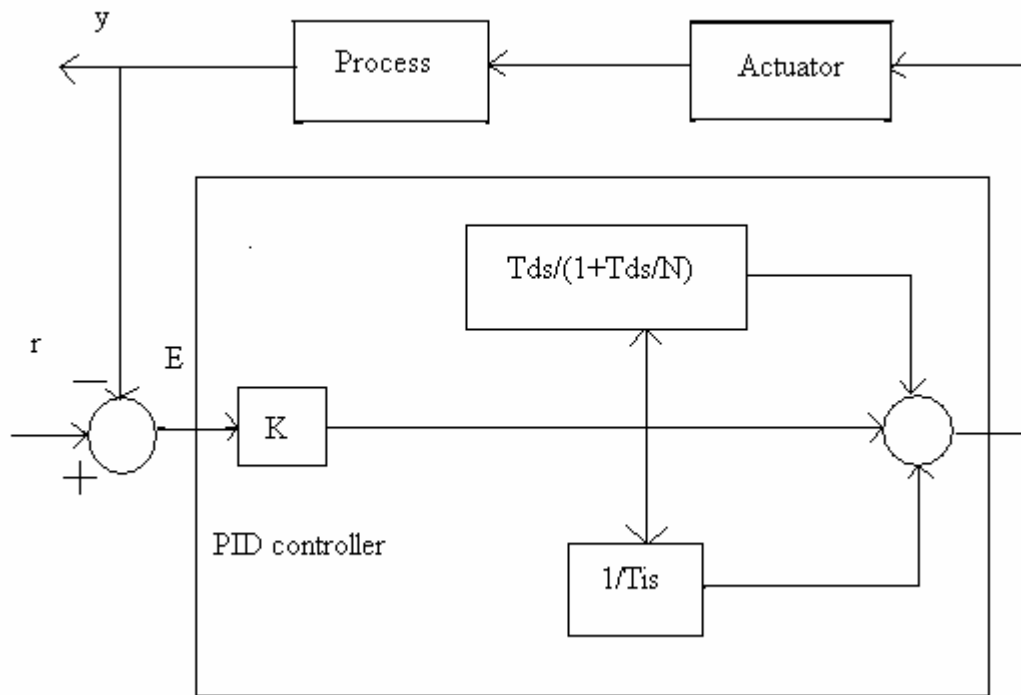 y
Process
Actuator
Tds/(1+Tds/N)
r
−
E
+
K
PID controller
1/Tis